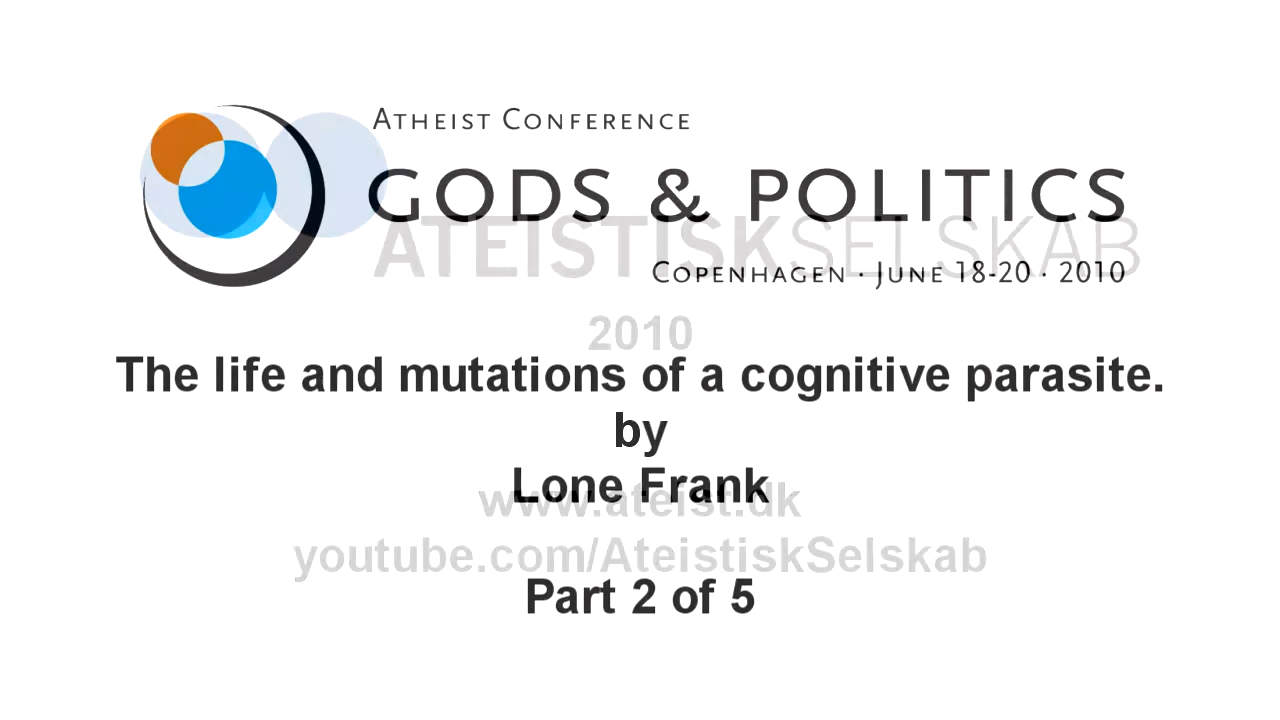 ATHEIST CONFERENCE
GODS & POLITICS
ATEISTISKSELSKAB
COPENHAGEN · JUNE 18-20 · 2010
2010
The life and mutations of a cognitive parasite.
by
Lone Frank
www.ateist.dk
youtube.com/AteistiskSelskab
Part 2 of 5